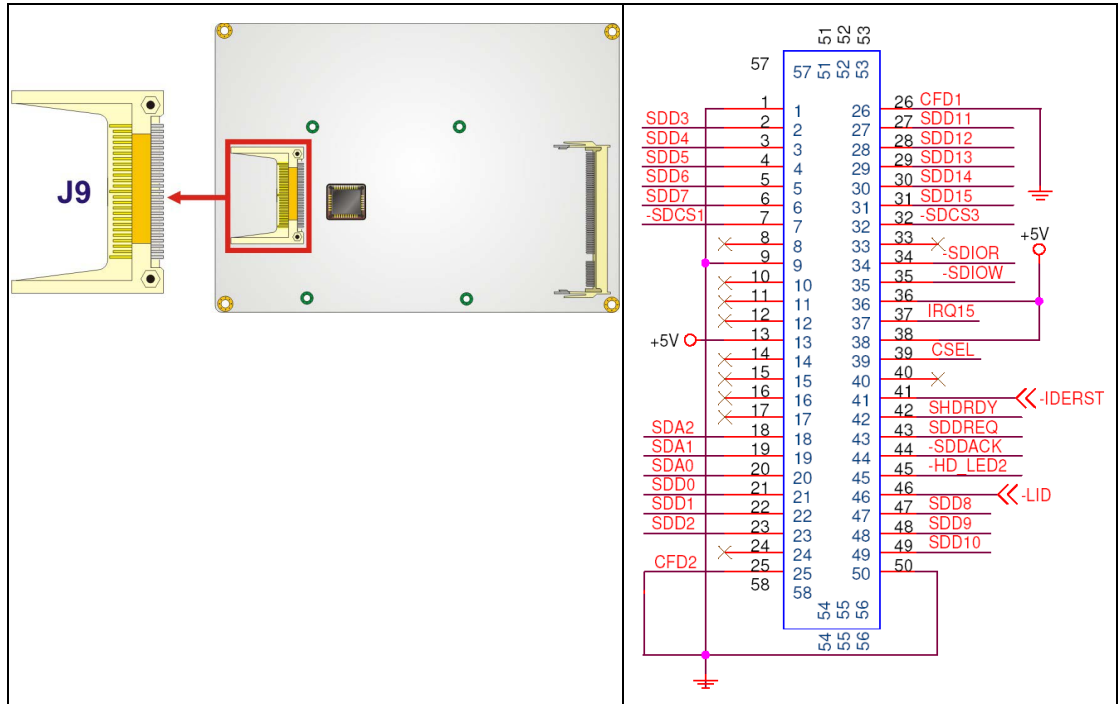 J9
51 52 53
57
57 51 52 53
1 1 26 26 CFD1
SDD3 2 2 27 27 SDD11
SDD4 3 3 28 28 SDD12
SDD5 4 4 29 29 SDD13
SDD6 5 5 30 30 SDD14
SDD7 6 6 31 31 SDD15
-SDCS1 7 7 32 32 -SDCS3
8 8 33 33 +5V
9 9 34 34 -SDIOR
10 10 35 35 -SDIOW
11 11 36 36
12 12 37 37 IRQ15
+5V 13 13 38 38
14 14 39 39 CSEL
15 15 40 40
16 16 41 41 -IDERST
17 17 42 42 SHDRDY
SDA2 18 18 43 43 SDDREQ
SDA1 19 19 44 44 -SDDACK
SDA0 20 20 45 45 -HD_LED2
SDD0 21 21 46 46 -LID
SDD1 22 22 47 47 SDD8
SDD2 23 23 48 48 SDD9
24 24 49 49 SDD10
CFD2 25 25 50 50
58 58
54 55 56
54 55 56